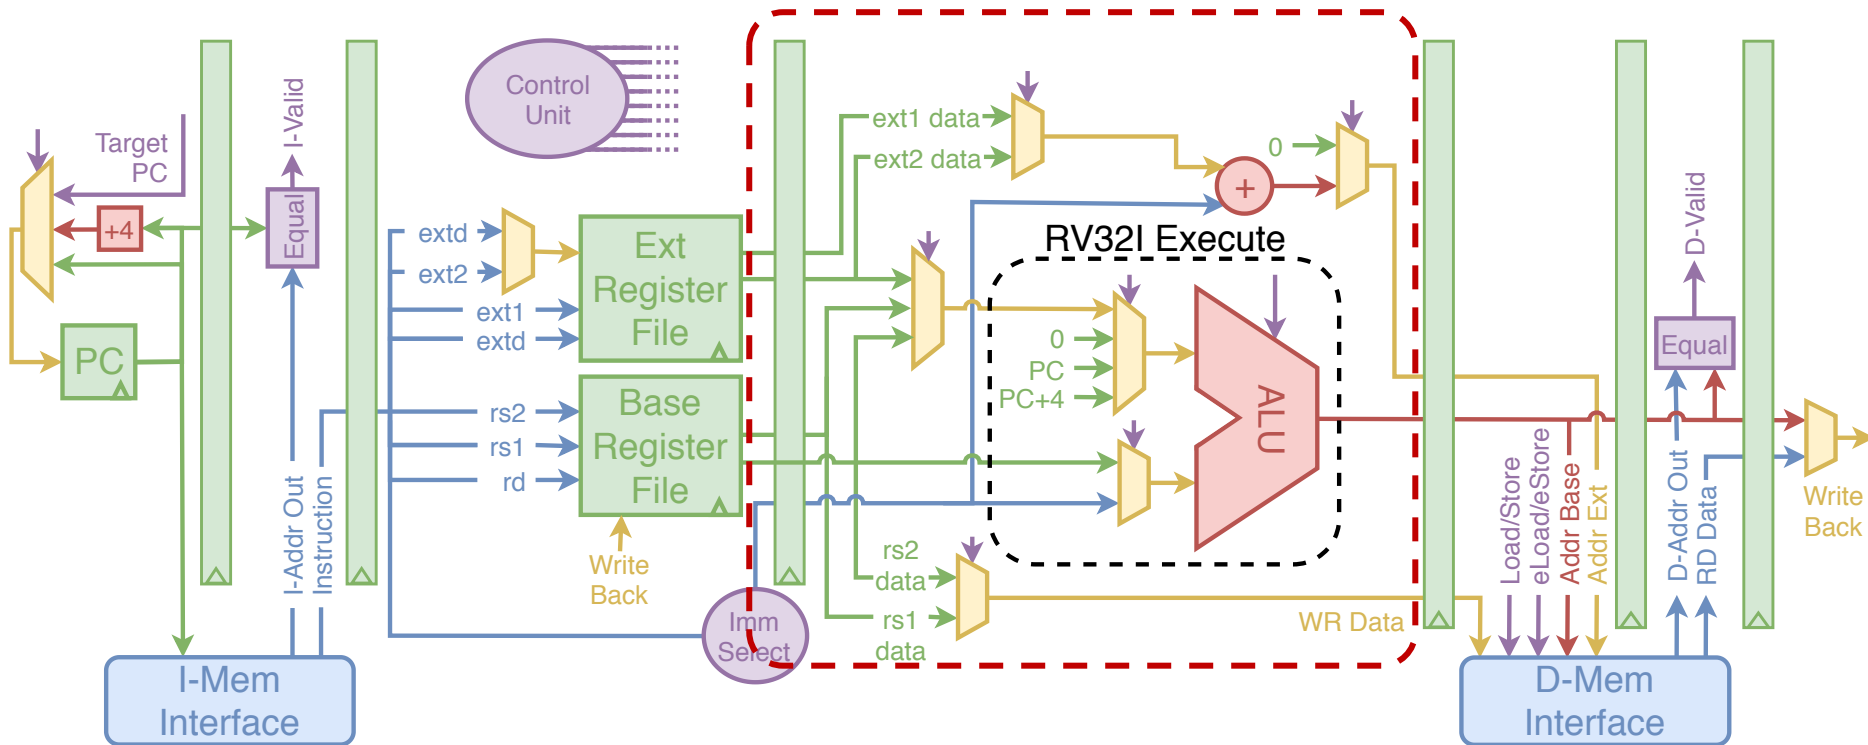 Target
PC
+4
PC
I-Valid
Equal
I-Addr Out
Instruction
I-Mem
Interface
Control
Unit
extd
ext2
ext1
extd
Ext
Register
File
rs2
rs1
rd
Base
Register
File
Write
Back
Imm
Select
ext1 data
ext2 data
+
0
RV32I Execute
0
PC
PC+4
ALU
rs2
data
rs1
data
WR Data
Load/Store
eLoad/eStore
Addr Base
Addr Ext
D-Valid
Equal
D-Addr Out
RD Data
D-Mem
Interface
Write
Back